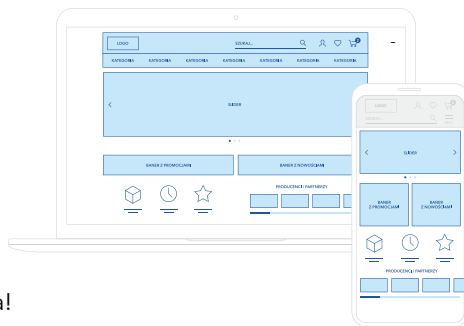 LOGO SZUKAJ...
KATEGORIA KATEGORIA KATEGORIA KATEGORIA KATEGORIA KATEGORIA KATEGORIA
SLIDER
BANER Z PROMOCJAMI BANER Z NOWOŚCIAMI
PRODUCENCI I PARTNERZY
LOGO
SZUKAJ...
SLIDER
BANER
Z PROMOCJAMI
BANER
Z NOWOŚCIAMI
PRODUCENCI I PARTNERZY